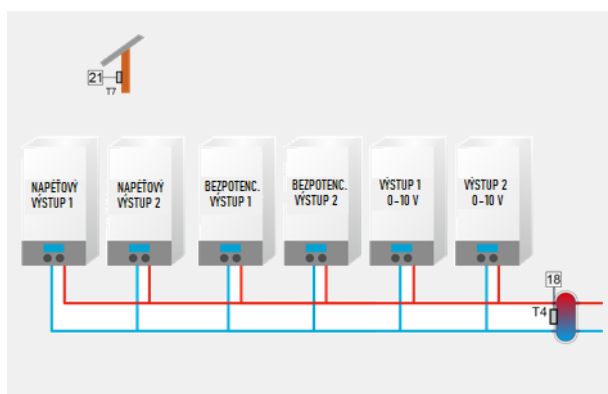 21
T7
NAPĚŤOVÝ
VÝSTUP 1
NAPĚŤOVÝ
VÝSTUP 2
BEZPOTENC.
VÝSTUP 1
BEZPOTENC.
VÝSTUP 2
VÝSTUP 1
0-10 V
VÝSTUP 2
0-10 V
18
T4